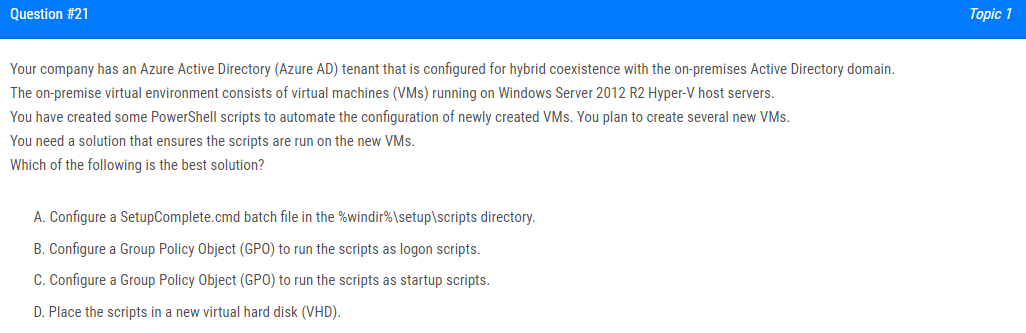 Question #21
Topic 1
Your company has an Azure Active Directory (Azure AD) tenant that is configured for hybrid coexistence with the on-premises Active Directory domain.
The on-premise virtual environment consists of virtual machines (VMs) running on Windows Server 2012 R2 Hyper-V host servers.
You have created some PowerShell scripts to automate the configuration of newly created VMs. You plan to create several new VMs.
You need a solution that ensures the scripts are run on the new VMs.
Which of the following is the best solution?
A. Configure a SetupComplete.cmd batch file in the %windir%\setup\scripts directory.
B. Configure a Group Policy Object (GPO) to run the scripts as logon scripts.
C. Configure a Group Policy Object (GPO) to run the scripts as startup scripts.
D. Place the scripts in a new virtual hard disk (VHD).